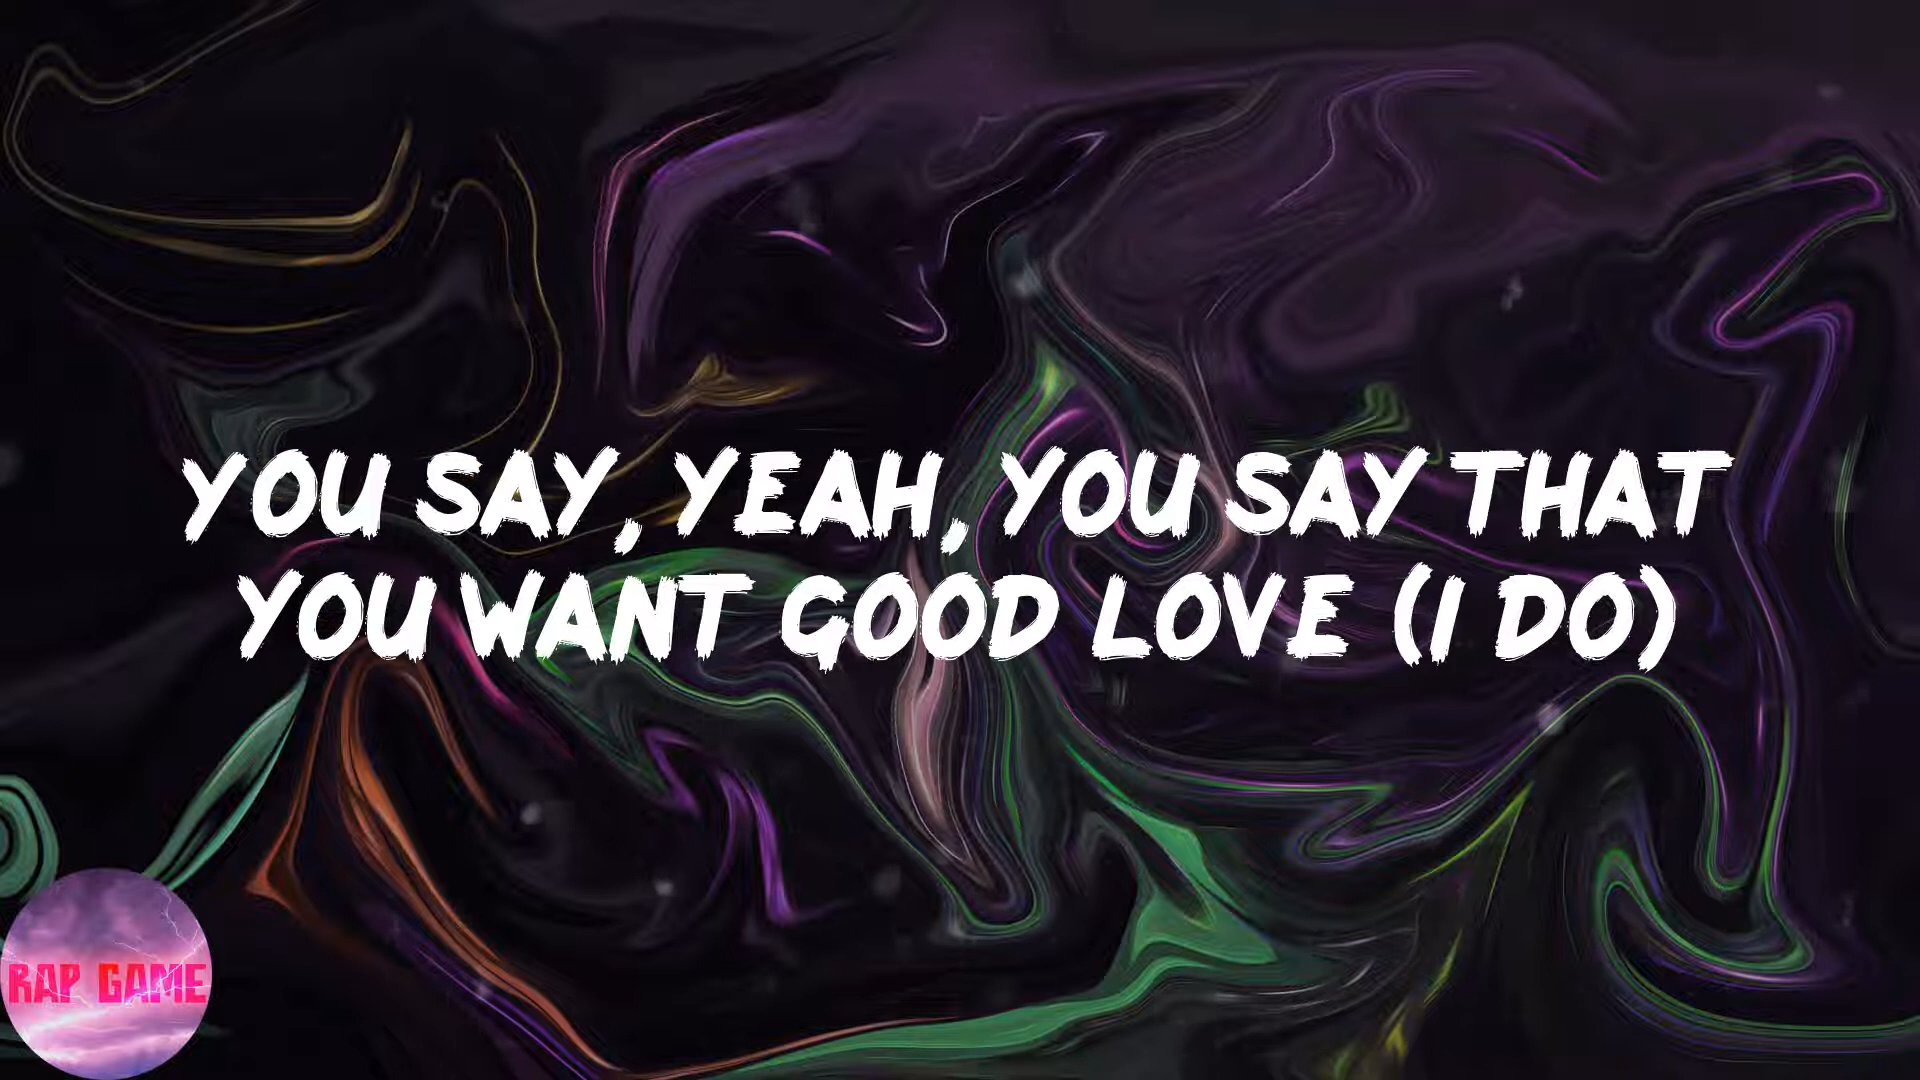 YOU SAY, YEAH, YOU SAY THAT
YOU WANT GOOD LOVE (I DO)
RAP GAME